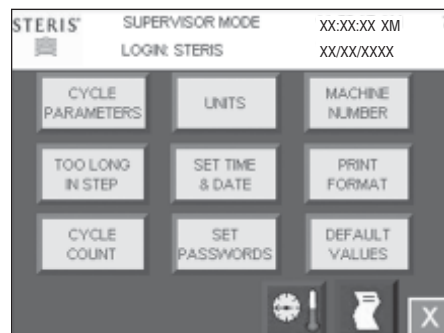 STERIS®
SUPERVISOR MODE
XX:XX:XX XM
LOGIN: STERIS
XX/XX/XXXX
CYCLE
PARAMETERS
UNITS
MACHINE
NUMBER
TOO LONG
IN STEP
SET TIME
& DATE
PRINT
FORMAT
CYCLE
COUNT
SET
PASSWORDS
DEFAULT
VALUES
X